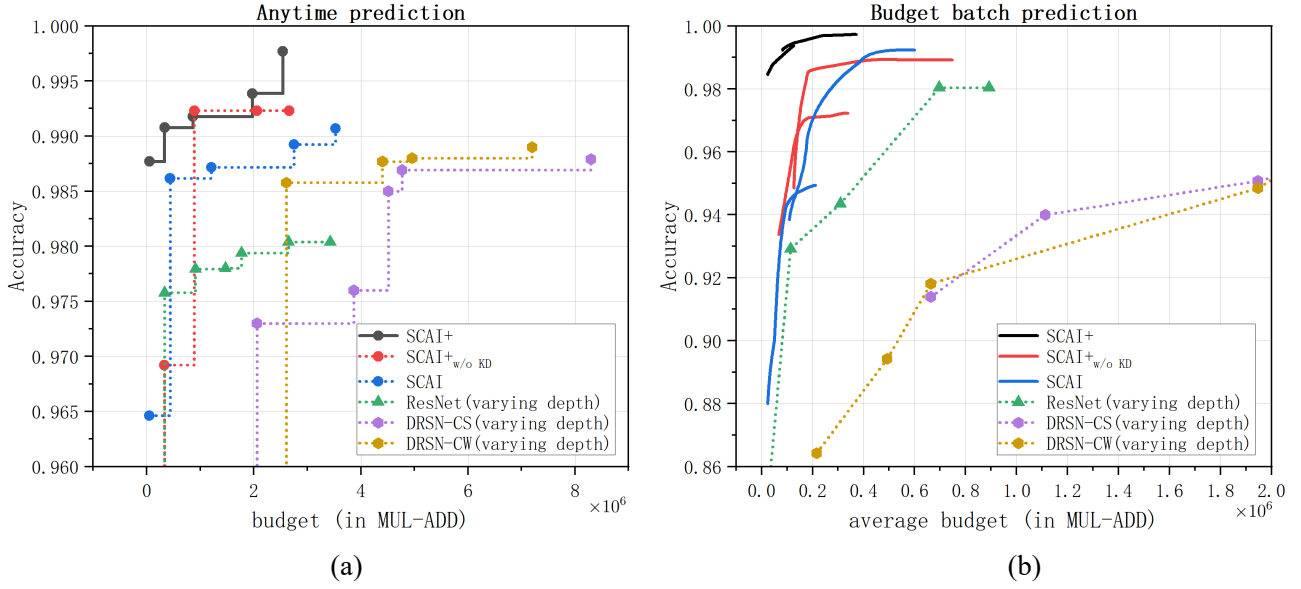 Anytime prediction
1.000
0.995
0.990
0.985
0.980
0.975
0.970
0.965
0.960
Accuracy
SCAI+
SCAI+w/o KD
SCAI
ResNet(varying depth)
DRSN-CS(varying depth)
DRSN-CW(varying depth)
0 2 4 6 8
×10^6
budget (in MUL-ADD)
(a)
Budget batch prediction
1.00
0.98
0.96
0.94
0.92
0.90
0.88
0.86
Accuracy
SCAI+
SCAI+w/o KD
SCAI
ResNet(varying depth)
DRSN-CS(varying depth)
DRSN-CW(varying depth)
0.0 0.2 0.4 0.6 0.8 1.0 1.2 1.4 1.6 1.8 2.0
×10^6
average budget (in MUL-ADD)
(b)